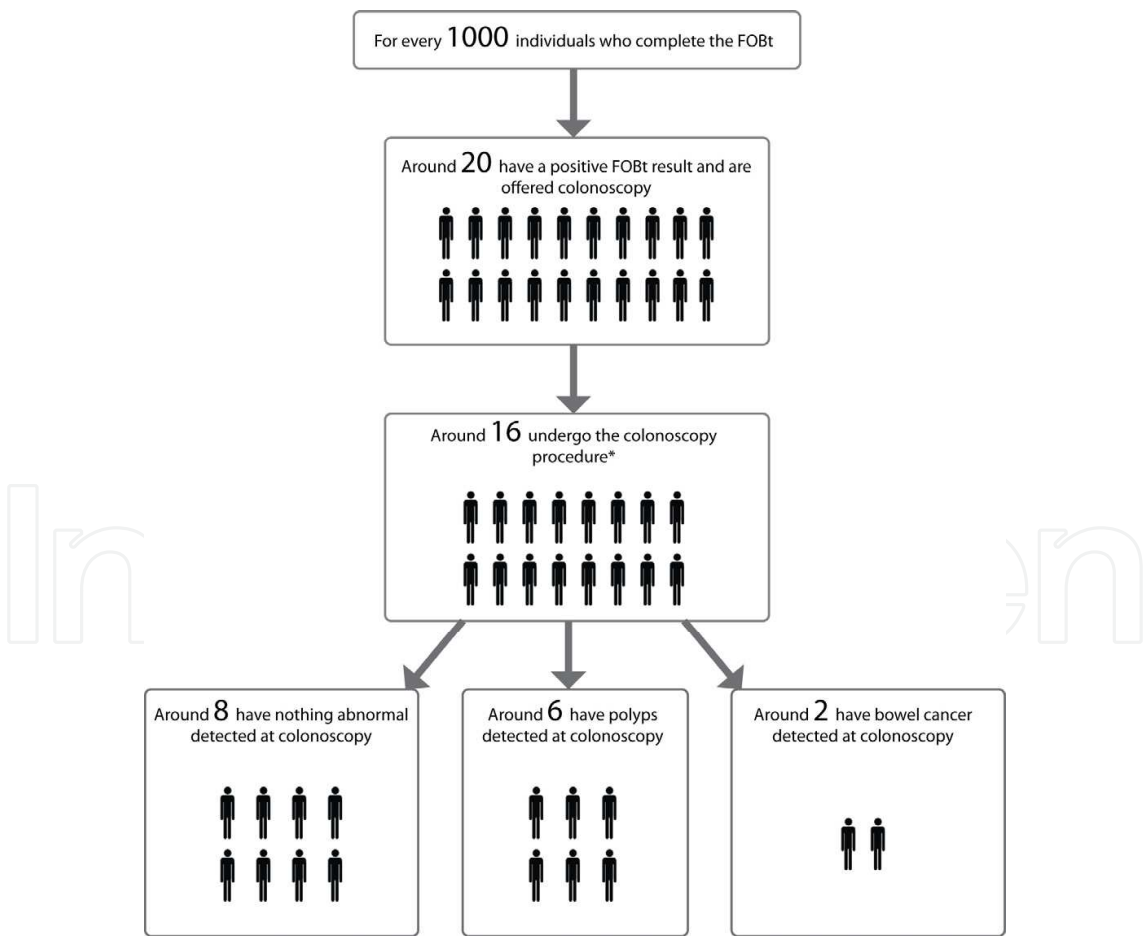 For every 1000 individuals who complete the FOBt
Around 20 have a positive FOBt result and are
offered colonoscopy
Around 16 undergo the colonoscopy
procedure*
Around 8 have nothing abnormal
detected at colonoscopy
Around 6 have polyps
detected at colonoscopy
Around 2 have bowel cancer
detected at colonoscopy